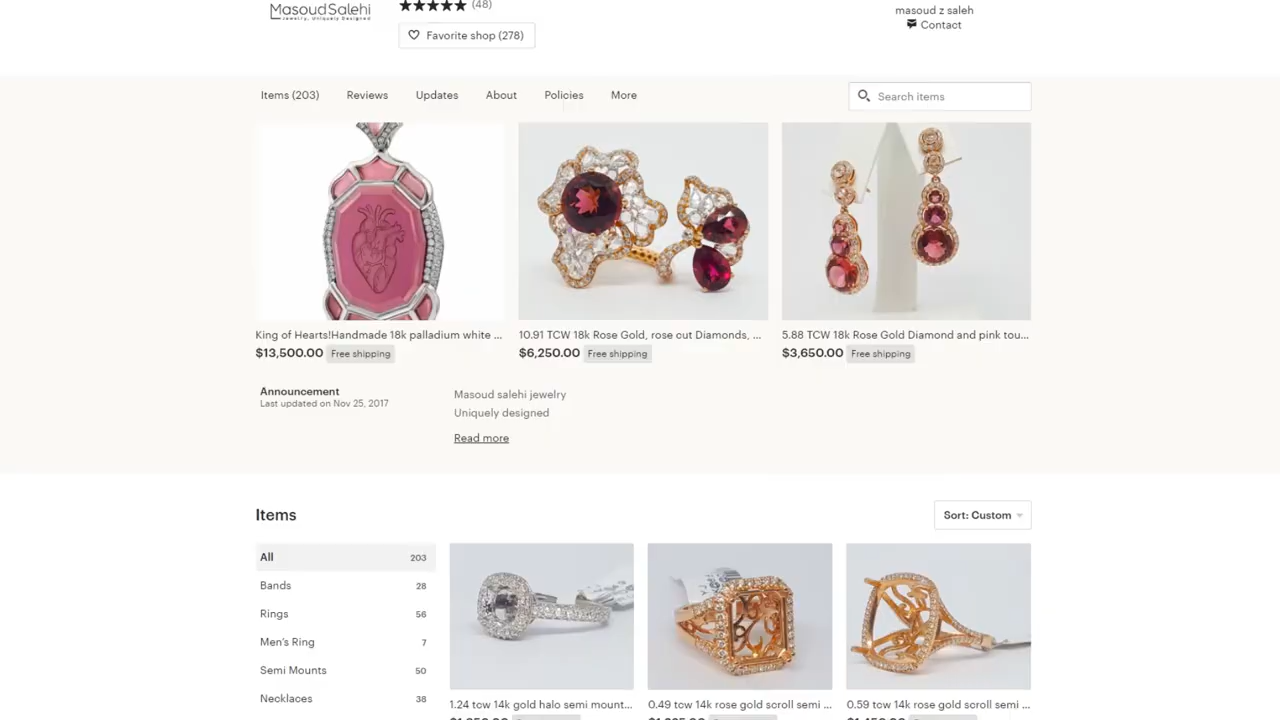 MasoudSalehi
Jewelry, Uniquely Designed
(48)
Favorite shop (278)
masoud z saleh
Contact
Items (203)
Reviews
Updates
About
Policies
More
Search items
King of Hearts!Handmade 18k palladium white ...
$13,500.00 Free shipping
10.91 TCW 18k Rose Gold, rose cut Diamonds, ...
$6,250.00 Free shipping
5.88 TCW 18k Rose Gold Diamond and pink tou...
$3,650.00 Free shipping
Announcement
Last updated on Nov 25, 2017
Masoud salehi jewelry
Uniquely designed
Read more
Items
Sort: Custom
All 203
Bands 28
Rings 56
Men's Ring 7
Semi Mounts 50
Necklaces 38
1.24 tcw 14k gold halo semi mount...
0.49 tcw 14k rose gold scroll semi ...
0.59 tcw 14k rose gold scroll semi ...